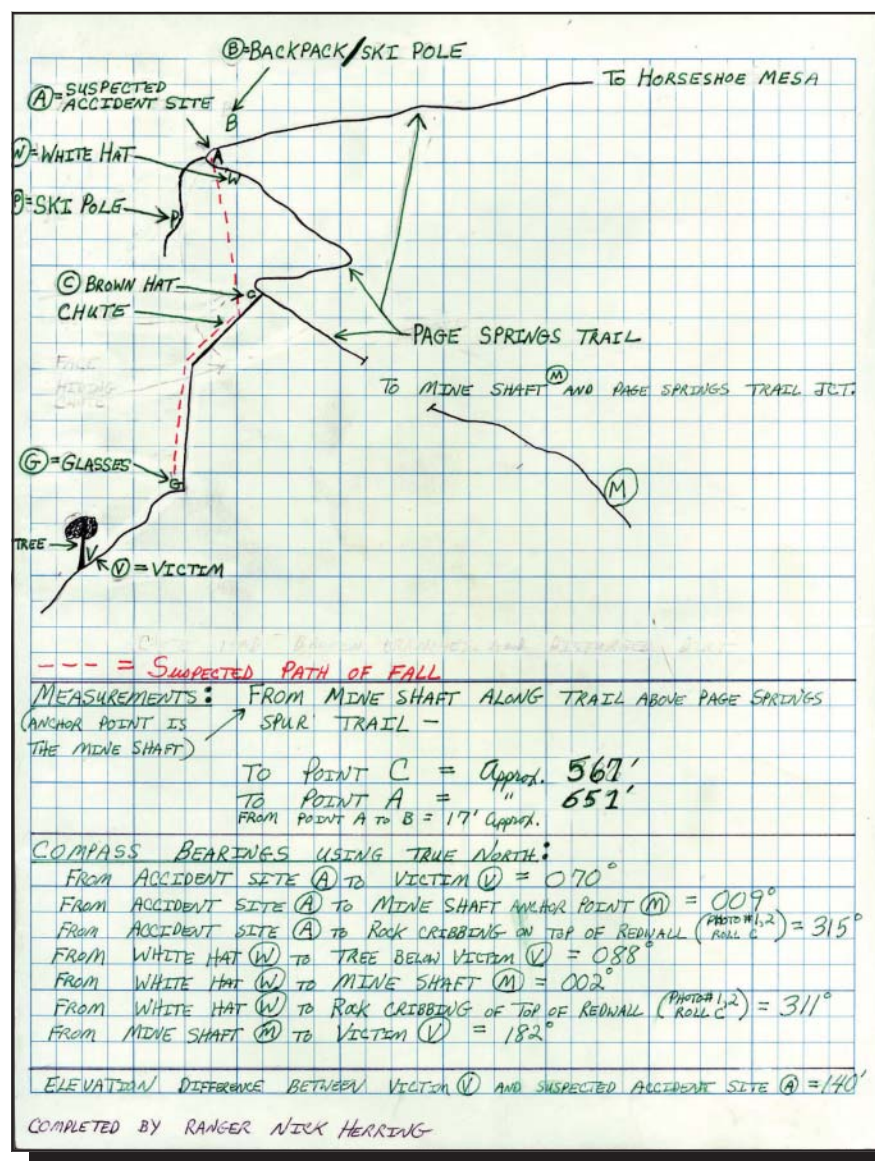 Ⓑ=BACKPACK/SKI POLE
TO HORSESHOE MESA
Ⓐ=SUSPECTED
ACCIDENT SITE
B
A
Ⓦ=WHITE HAT
W
Ⓟ=SKI POLE
P
Ⓒ BROWN HAT
C
CHUTE
PAGE SPRINGS TRAIL
TO MINE SHAFT Ⓜ AND PAGE SPRINGS TRAIL JCT.
Ⓖ=GLASSES
G
Ⓜ
TREE
V
Ⓥ=VICTIM
--- = SUSPECTED PATH OF FALL
MEASUREMENTS: FROM MINE SHAFT ALONG TRAIL ABOVE PAGE SPRINGS
(ANCHOR POINT IS SPUR TRAIL -
THE MINE SHAFT)
TO POINT C = Approx. 567'
TO POINT A = " 651'
FROM POINT A TO B = 17' approx.
COMPASS BEARINGS USING TRUE NORTH:
FROM ACCIDENT SITE Ⓐ TO VICTIM Ⓥ = 070°
FROM ACCIDENT SITE Ⓐ TO MINE SHAFT ANCHOR POINT Ⓜ = 009°
FROM ACCIDENT SITE Ⓐ TO ROCK CRIBBING ON TOP OF REDWALL (PHOTO #1,2 ROLL C) = 315°
FROM WHITE HAT Ⓦ TO TREE BELOW VICTIM Ⓥ = 088°
FROM WHITE HAT Ⓦ TO MINE SHAFT Ⓜ = 002°
FROM WHITE HAT Ⓦ TO ROCK CRIBBING OF TOP OF REDWALL (PHOTO# 1,2 ROLL C) = 311°
FROM MINE SHAFT Ⓜ TO VICTIM Ⓥ = 182°
ELEVATION DIFFERENCE BETWEEN VICTIM Ⓥ AND SUSPECTED ACCIDENT SITE Ⓐ = 140'
COMPLETED BY RANGER NICK HERRING